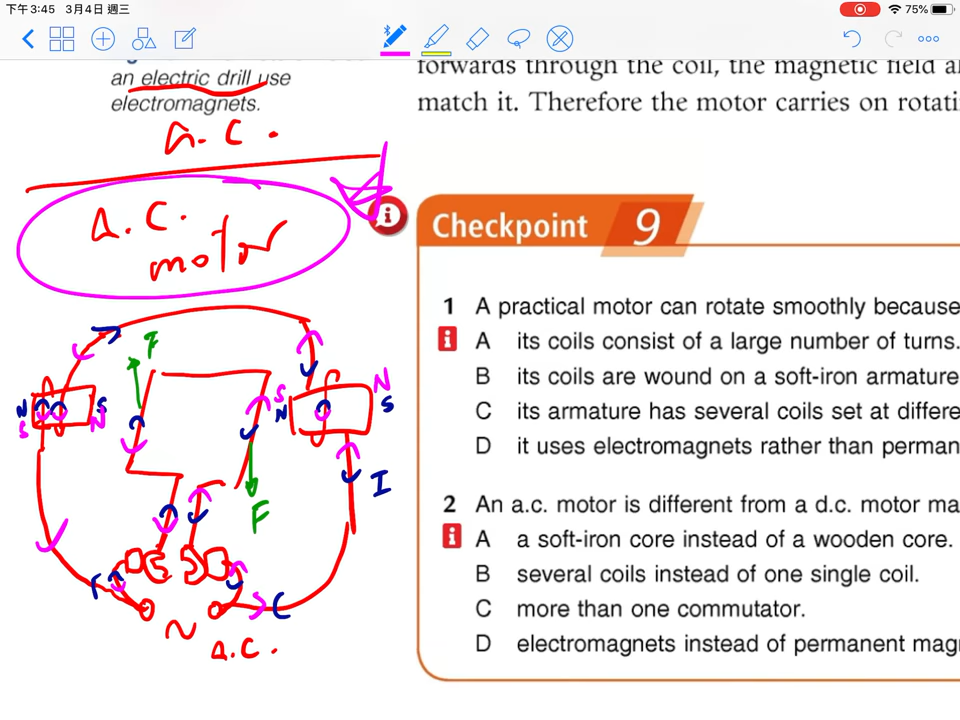 下午3:45 3月4日 週三
75%
an electric drill use
electromagnets.
forwards through the coil, the magnetic field a
match it. Therefore the motor carries on rotati
A.C.
A.C.
motor
Checkpoint 9
1 A practical motor can rotate smoothly because
A its coils consist of a large number of turns.
B its coils are wound on a soft-iron armature
C its armature has several coils set at differe
D it uses electromagnets rather than perman
2 An a.c. motor is different from a d.c. motor ma
A a soft-iron core instead of a wooden core.
B several coils instead of one single coil.
C more than one commutator.
D electromagnets instead of permanent mag
F
N S
S N
S N
N S
I
F
A.C.